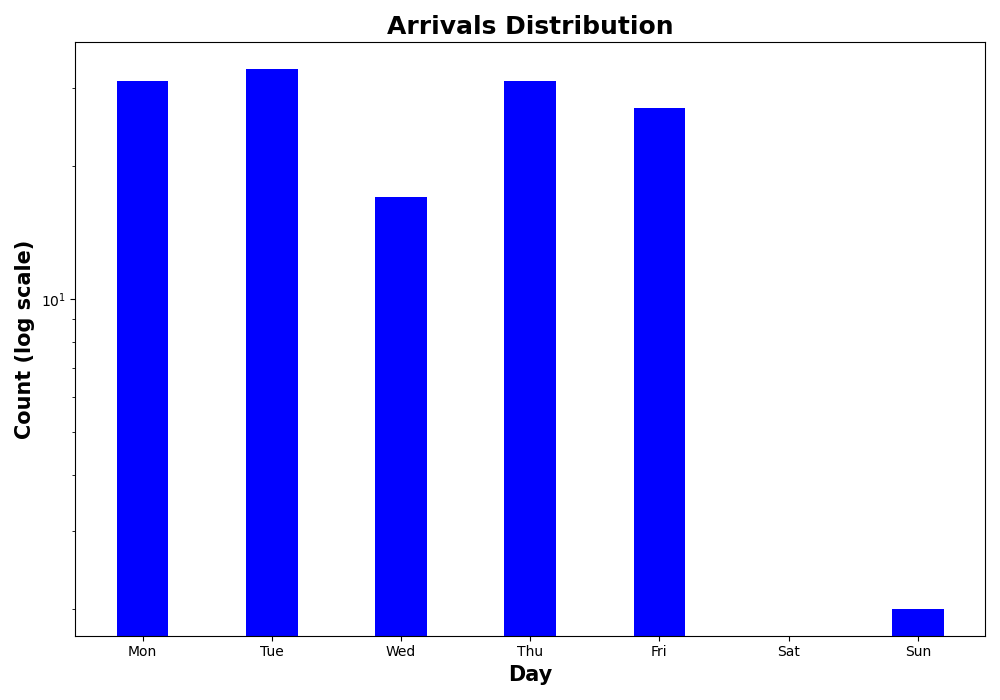 Arrivals Distribution
Count (log scale)
10¹
Mon Tue Wed Thu Fri Sat Sun
Day